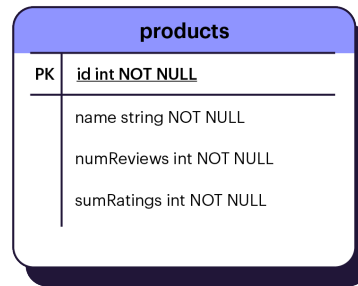 products
PK id int NOT NULL
name string NOT NULL
numReviews int NOT NULL
sumRatings int NOT NULL